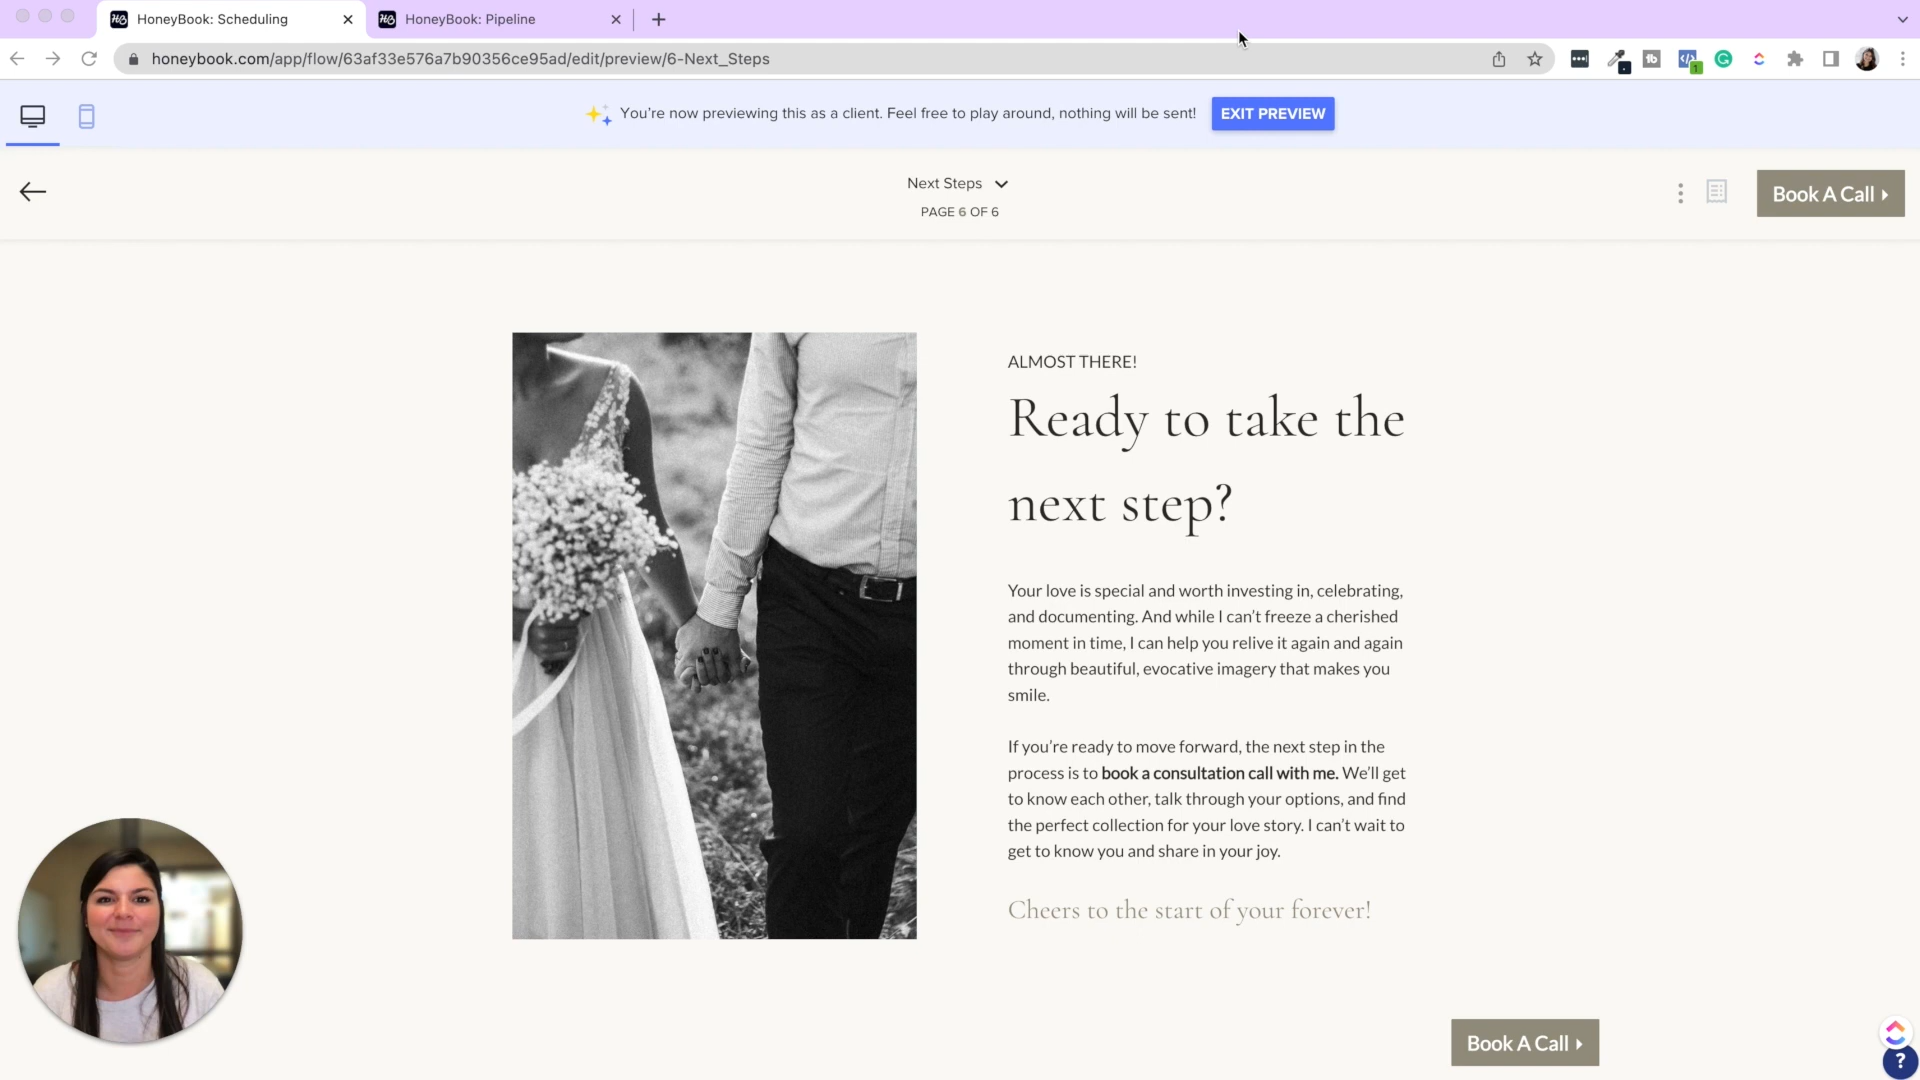 HB HoneyBook: Scheduling
HB HoneyBook: Pipeline
honeybook.com/app/flow/63af33e576a7b90356ce95ad/edit/preview/6-Next_Steps
tb
1
You're now previewing this as a client. Feel free to play around, nothing will be sent!
EXIT PREVIEW
Next Steps
PAGE 6 OF 6
Book A Call
ALMOST THERE!
Ready to take the
next step?
Your love is special and worth investing in, celebrating,
and documenting. And while I can't freeze a cherished
moment in time, I can help you relive it again and again
through beautiful, evocative imagery that makes you
smile.
If you're ready to move forward, the next step in the
process is to book a consultation call with me. We'll get
to know each other, talk through your options, and find
the perfect collection for your love story. I can't wait to
get to know you and share in your joy.
Cheers to the start of your forever!
Book A Call
?